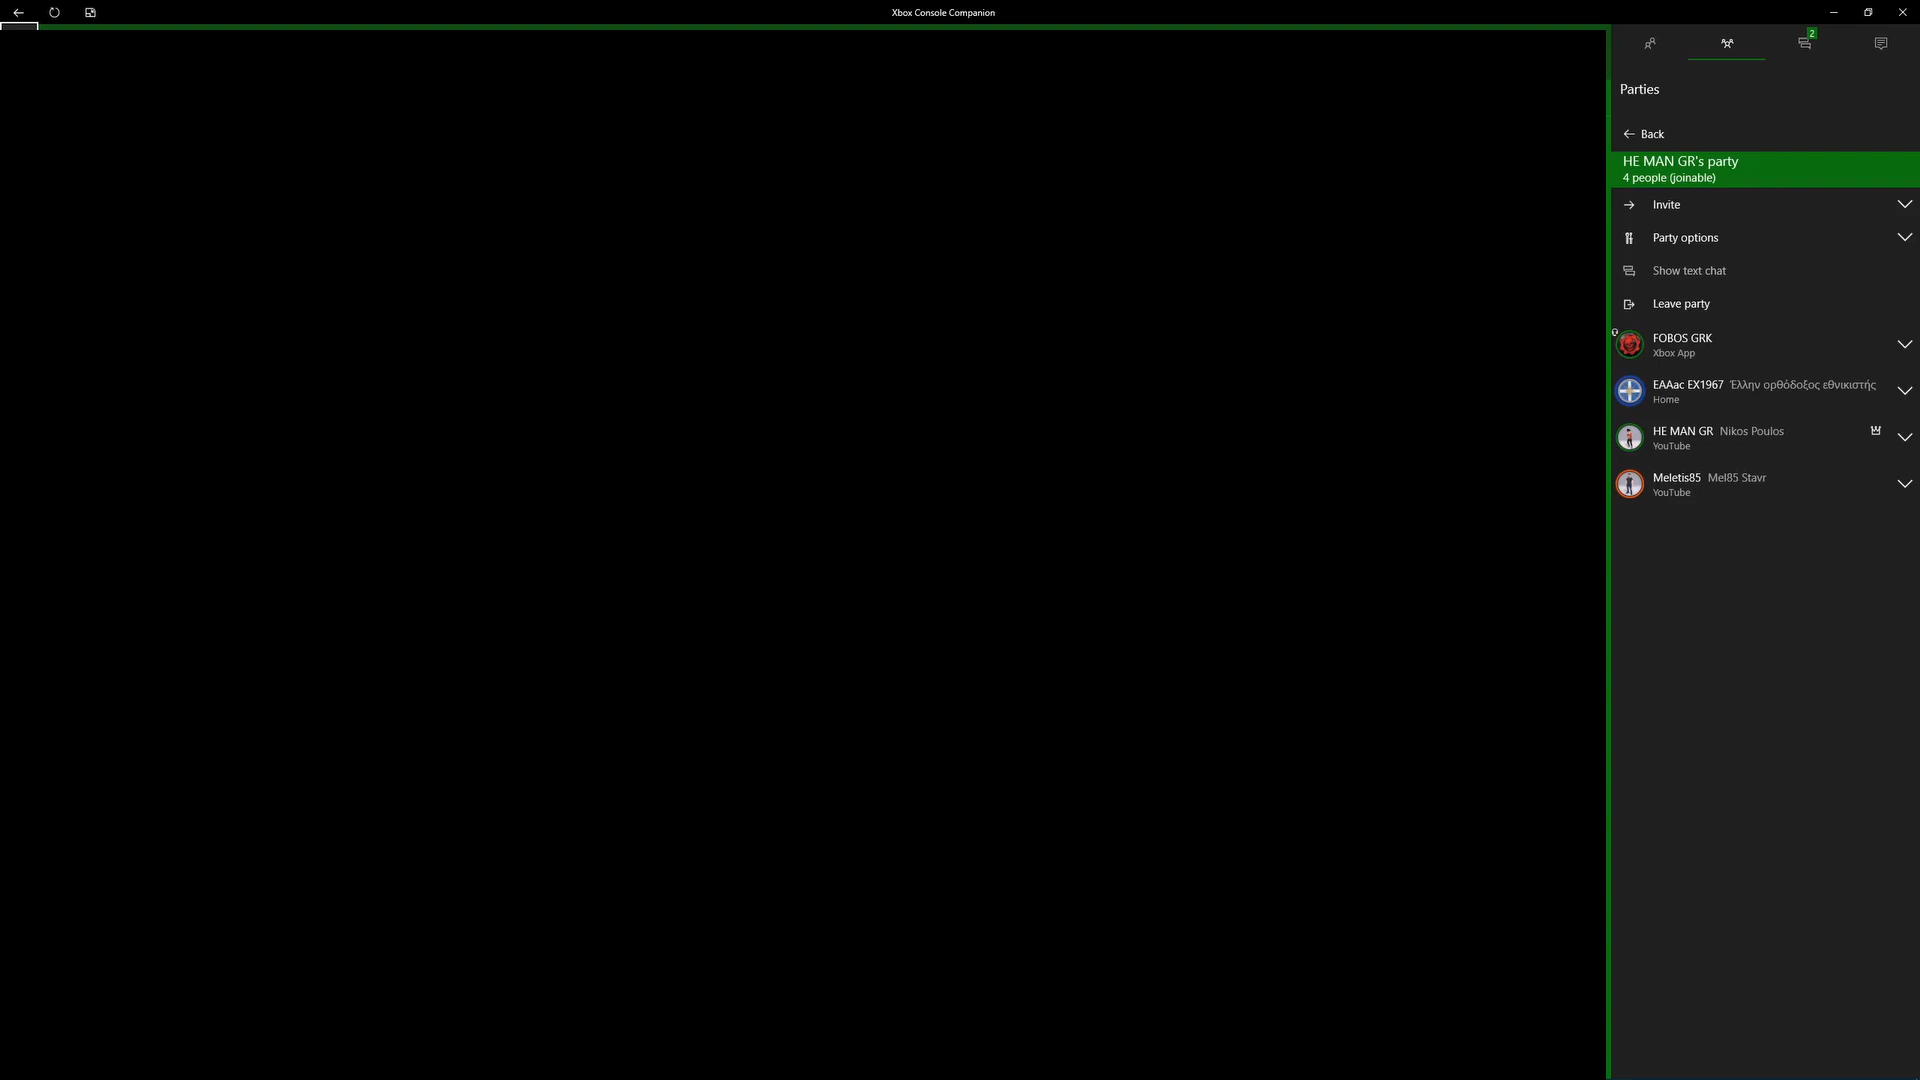 Xbox Console Companion
2
Parties
Back
HE MAN GR's party
4 people (joinable)
Invite
Party options
Show text chat
Leave party
FOBOS GRK
Xbox App
EAAac EX1967 Έλλην ορθόδοξος εθνικιστής
Home
HE MAN GR Nikos Poulos
YouTube
Meletis85 Mel85 Stavr
YouTube